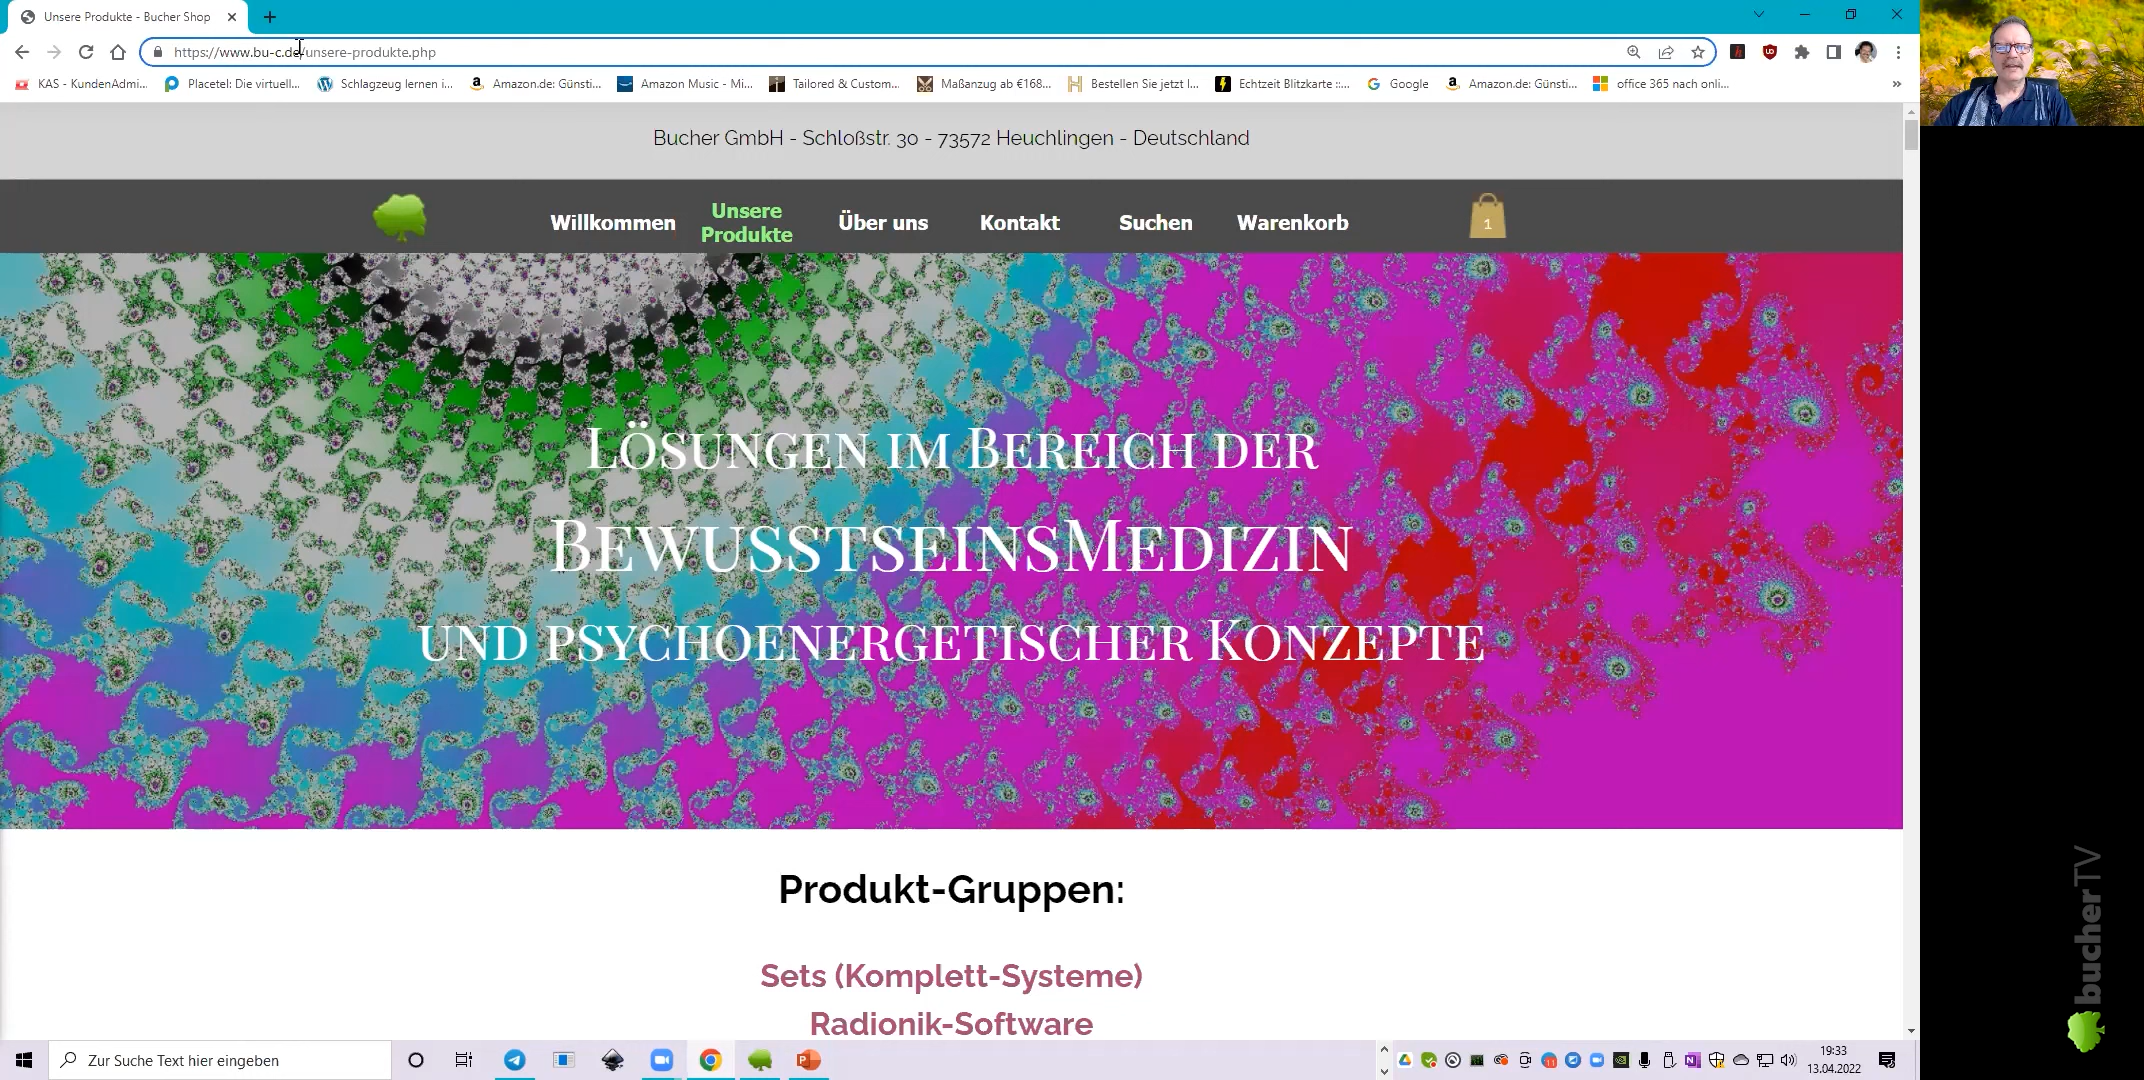 Unsere Produkte - Bucher Shop
https://www.bu-c.de/unsere-produkte.php
KAS - KundenAdmi...
Placetel: Die virtuell...
Schlagzeug lernen i...
Amazon.de: Günsti...
Amazon Music - Mi...
Tailored & Custom...
Maßanzug ab €168...
Bestellen Sie jetzt I...
Echtzeit Blitzkarte ::...
Google
Amazon.de: Günsti...
office 365 nach onli...
»
Bucher GmbH - Schloßstr. 30 - 73572 Heuchlingen - Deutschland
Willkommen
Unsere
Produkte
Über uns
Kontakt
Suchen
Warenkorb
1
Lösungen im Bereich der
BewusstseinsMedizin
und psychoenergetischer Konzepte
Produkt-Gruppen:
Sets (Komplett-Systeme)
Radionik-Software
bucherTV
Zur Suche Text hier eingeben
19:33
13.04.2022